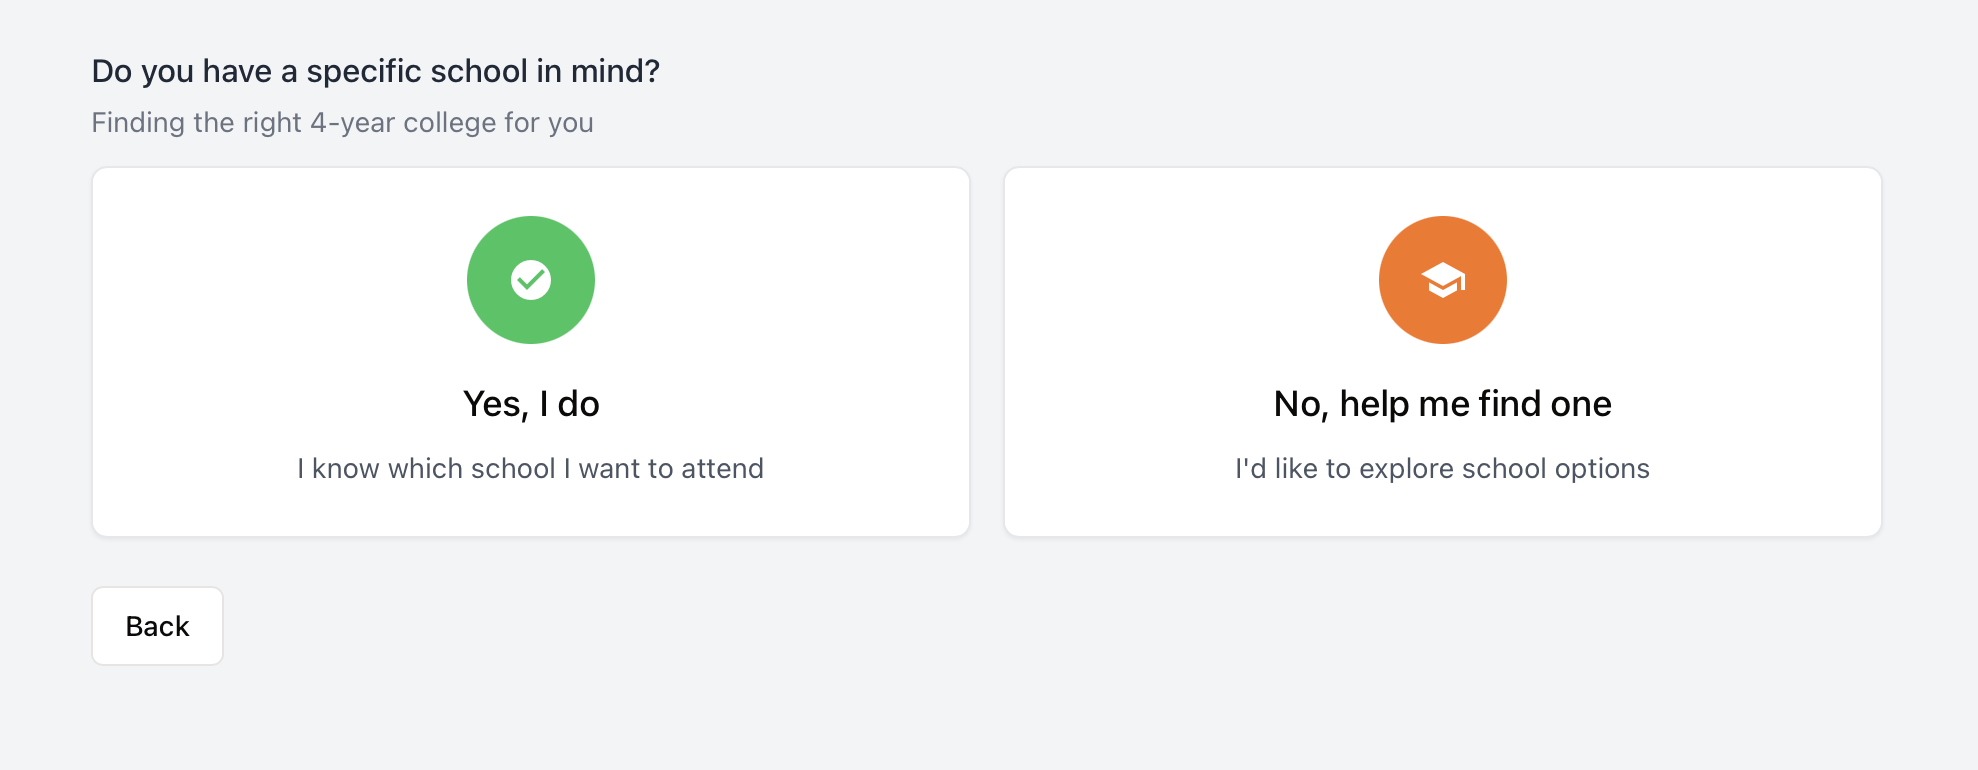 Do you have a specific school in mind?
Finding the right 4-year college for you
Yes, I do
I know which school I want to attend
No, help me find one
I'd like to explore school options
Back